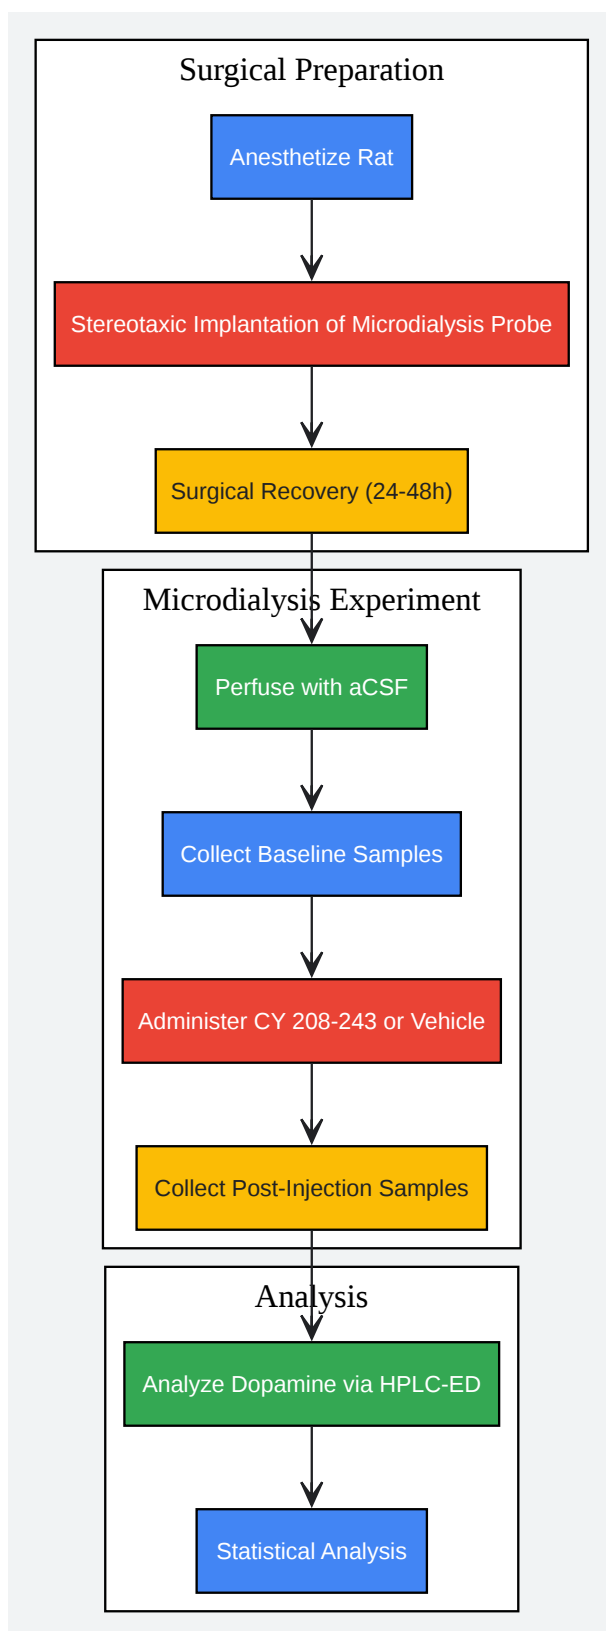 Surgical Preparation
Anesthetize Rat
Stereotaxic Implantation of Microdialysis Probe
Surgical Recovery (24-48h)
Microdialysis Experiment
Perfuse with aCSF
Collect Baseline Samples
Administer CY 208-243 or Vehicle
Collect Post-Injection Samples
Analysis
Analyze Dopamine via HPLC-ED
Statistical Analysis